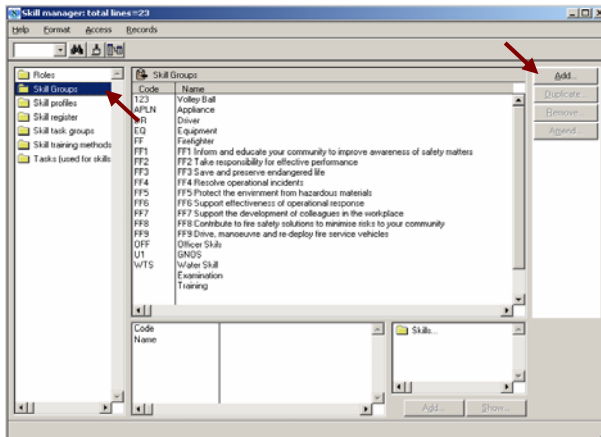 Skill manager: total lines=23
Help Format Access Records
Roles
Skill Groups
Skill profiles
Skill register
Skill task groups
Skill training methods
Tasks (used for skills
Skill Groups
Code Name
123 Volley Ball
APLN Appliance
DR Driver
EQ Equipment
FF Firefighter
FF1 FF1 Inform and educate your community to improve awareness of safety matters
FF2 FF2 Take responsibility for effective performance
FF3 FF3 Save and preserve endangered life
FF4 FF4 Resolve operational incidents
FF5 FF5 Protect the envirnment from hazardous materials
FF6 FF6 Support effectiveness of operational response
FF7 FF7 Support the development of colleagues in the workplace
FF8 FF8 Contribute to fire safety solutions to minimise risks to your community
FF9 FF9 Drive, manoeuvre and re-deploy fire service vehicles
OFF Officer Skils
U1 GNOS
WTS Water Skill
Examination
Training
Add...
Duplicate...
Remove...
Amend...
Code
Name
Skills...
Add... Show...